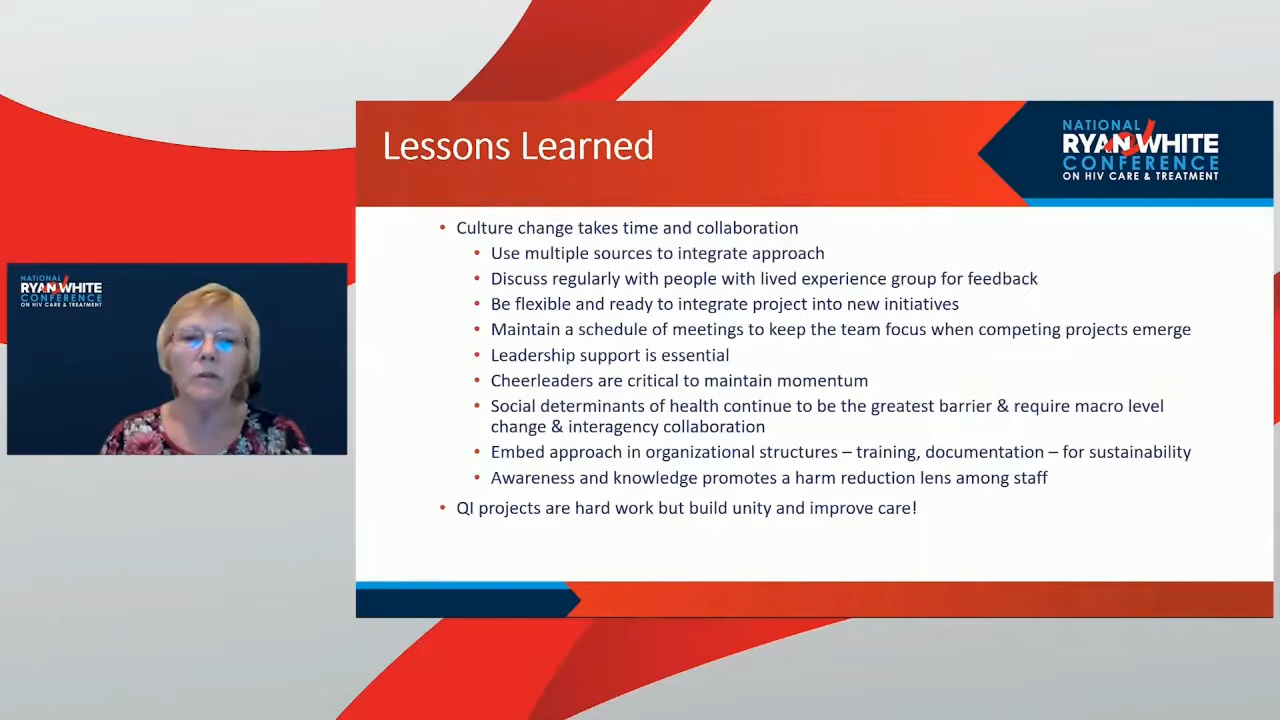 Lessons Learned
NATIONAL
RYAN WHITE
CONFERENCE
ON HIV CARE & TREATMENT
• Culture change takes time and collaboration
• Use multiple sources to integrate approach
• Discuss regularly with people with lived experience group for feedback
• Be flexible and ready to integrate project into new initiatives
• Maintain a schedule of meetings to keep the team focus when competing projects emerge
• Leadership support is essential
• Cheerleaders are critical to maintain momentum
• Social determinants of health continue to be the greatest barrier & require macro level
change & interagency collaboration
• Embed approach in organizational structures – training, documentation – for sustainability
• Awareness and knowledge promotes a harm reduction lens among staff
• QI projects are hard work but build unity and improve care!
NATIONAL
RYAN WHITE
CONFERENCE
ON HIV CARE & TREATMENT